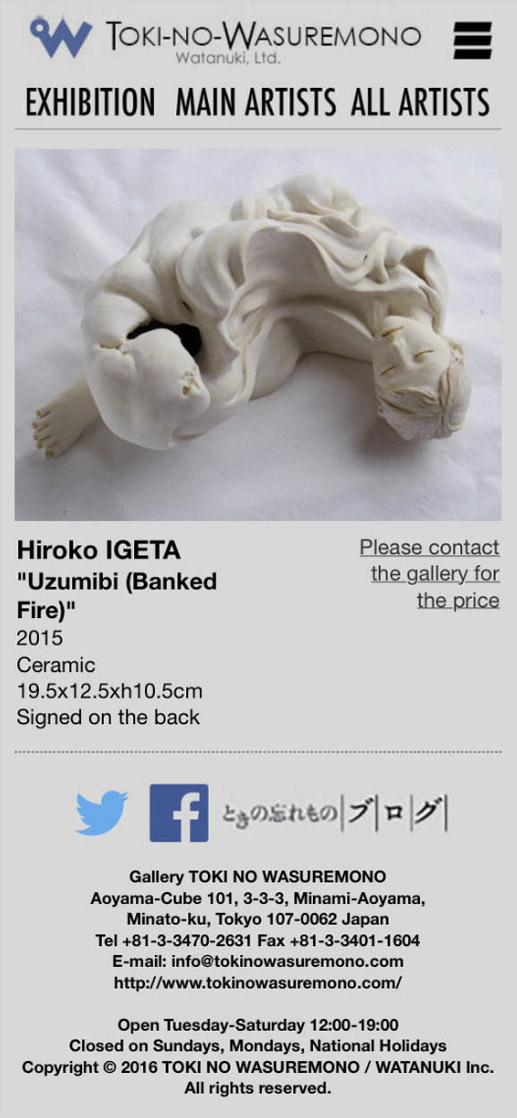 TOKI-NO-WASUREMONO
Watanuki, Ltd.
EXHIBITION MAIN ARTISTS ALL ARTISTS
Hiroko IGETA
"Uzumibi (Banked
Fire)"
2015
Ceramic
19.5x12.5xh10.5cm
Signed on the back
Please contact
the gallery for
the price
ときの忘れもの|ブ|ロ|グ|
Gallery TOKI NO WASUREMONO
Aoyama-Cube 101, 3-3-3, Minami-Aoyama,
Minato-ku, Tokyo 107-0062 Japan
Tel +81-3-3470-2631 Fax +81-3-3401-1604
E-mail: info@tokinowasuremono.com
http://www.tokinowasuremono.com/
Open Tuesday-Saturday 12:00-19:00
Closed on Sundays, Mondays, National Holidays
Copyright © 2016 TOKI NO WASUREMONO / WATANUKI Inc.
All rights reserved.